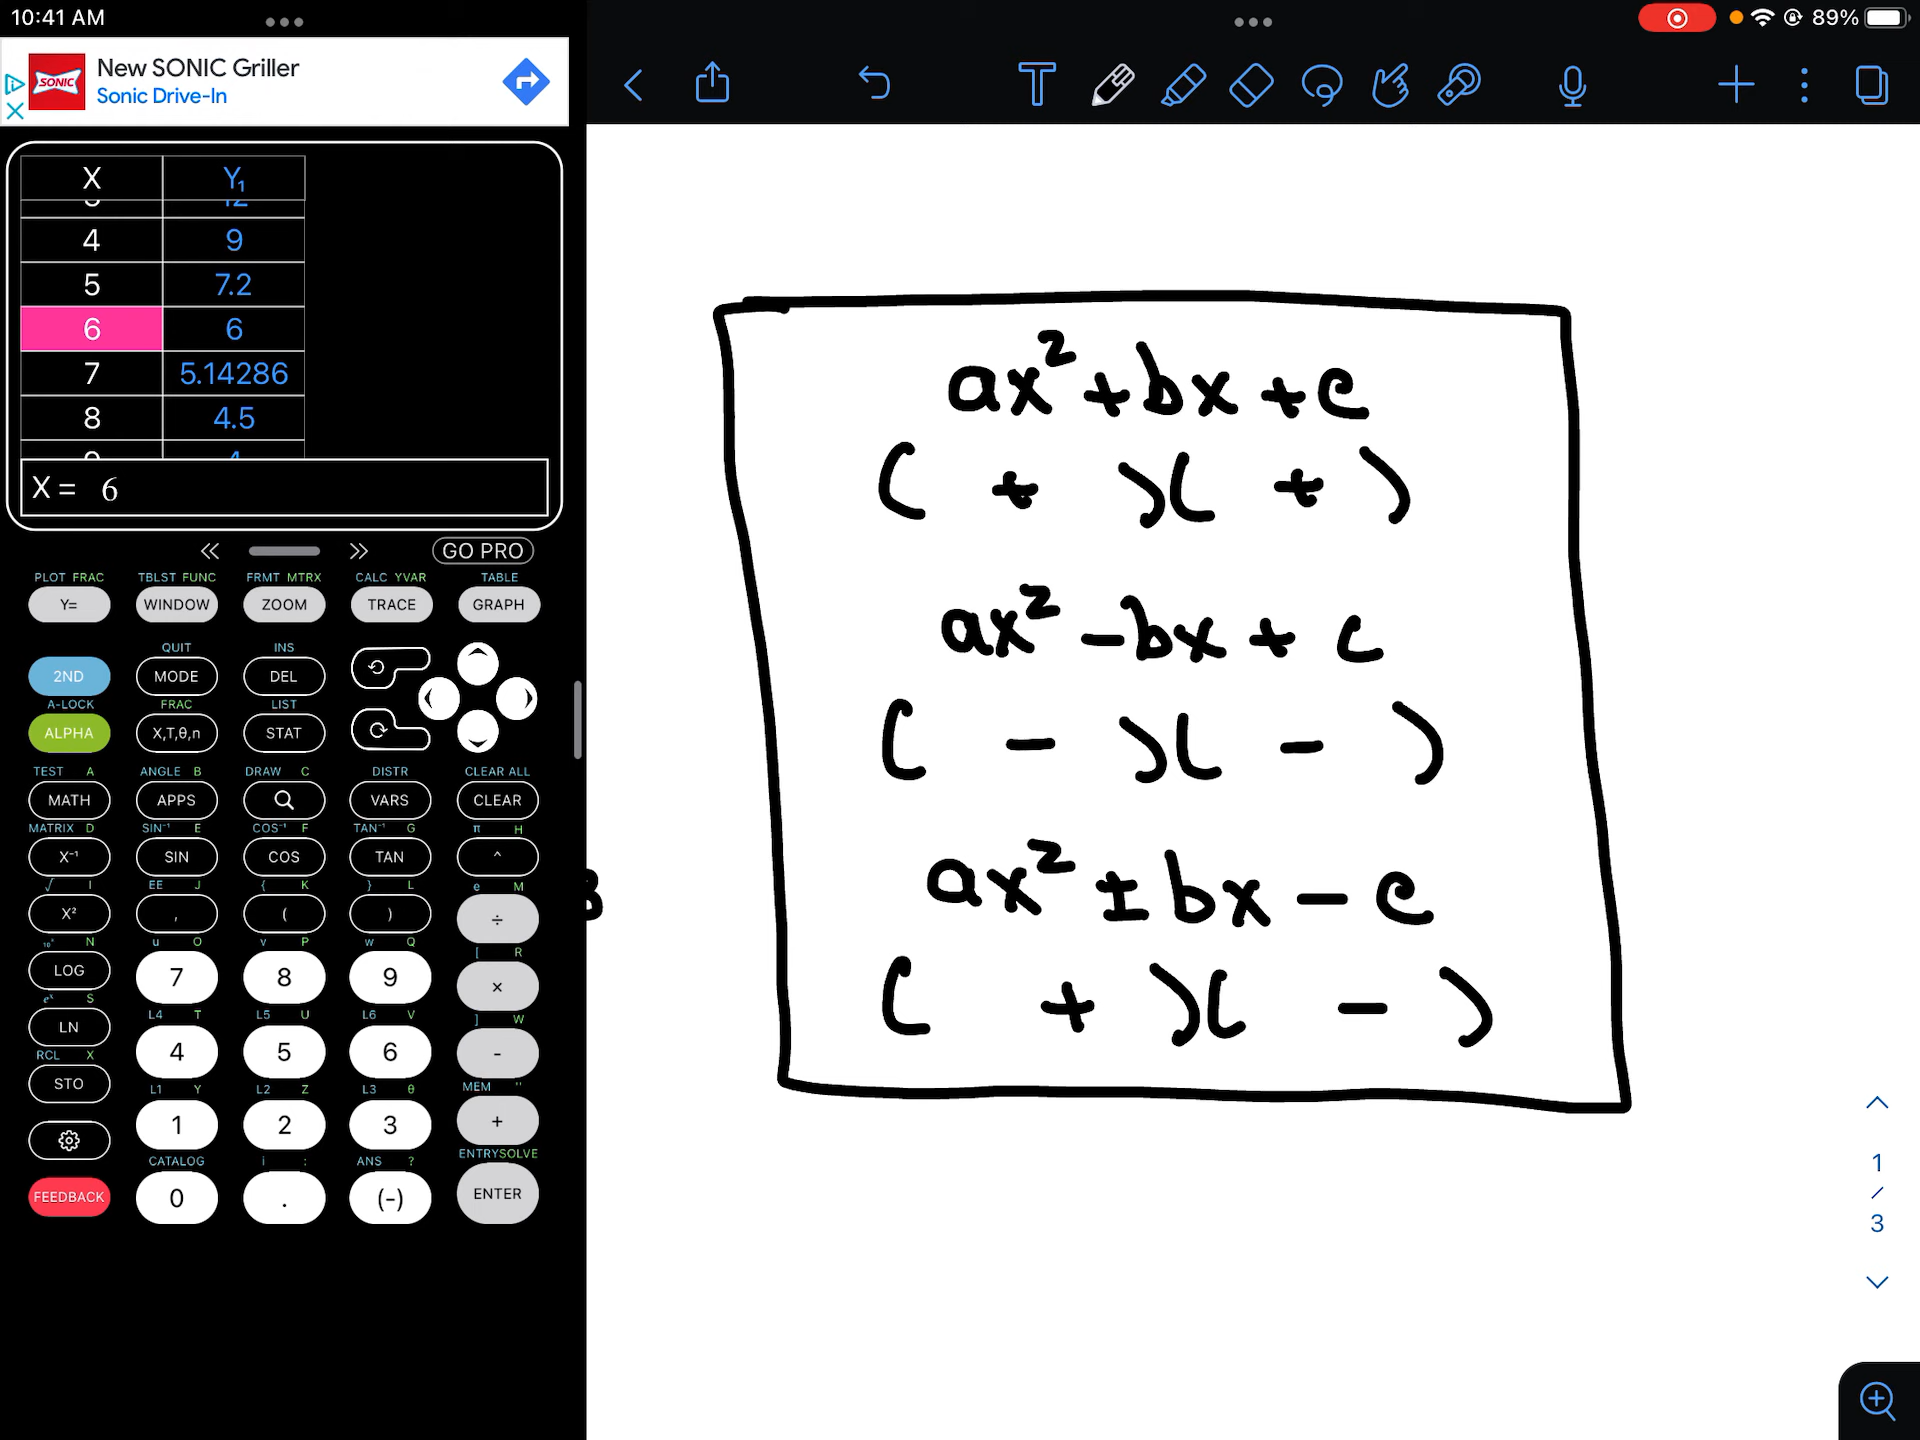 10:41 AM
89%
New SONIC Griller
Sonic Drive-In
SONIC
X Y₁
4 9
5 7.2
6 6
7 5.14286
8 4.5
X = 6
GO PRO
PLOT FRAC TBLST FUNC FRMT MTRX CALC YVAR TABLE
Y= WINDOW ZOOM TRACE GRAPH
QUIT INS
2ND MODE DEL
A-LOCK FRAC LIST
ALPHA X,T,θ,n STAT
TEST A ANGLE B DRAW C DISTR CLEAR ALL
MATH APPS VARS CLEAR
MATRIX D SIN⁻¹ E COS⁻¹ F TAN⁻¹ G π H
X⁻¹ SIN COS TAN ^
√ I EE J { K } L e M
X² , ( ) ÷
10ˣ N u O v P w Q [ R
LOG 7 8 9 ×
eˣ S L4 T L5 U L6 V ] W
LN 4 5 6 -
RCL X L1 Y L2 Z L3 θ MEM "
STO 1 2 3 +
CATALOG i : ANS ? ENTRY SOLVE
FEEDBACK 0 . (-) ENTER
ax² + bx + c
( + )( + )
ax² - bx + c
( - )( - )
ax² ± bx - c
( + )( - )
1
/
3